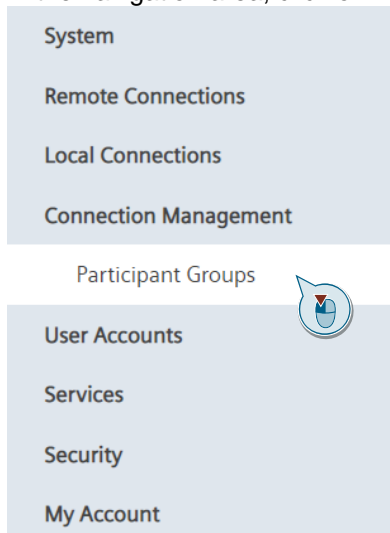 System
Remote Connections
Local Connections
Connection Management
Participant Groups
User Accounts
Services
Security
My Account